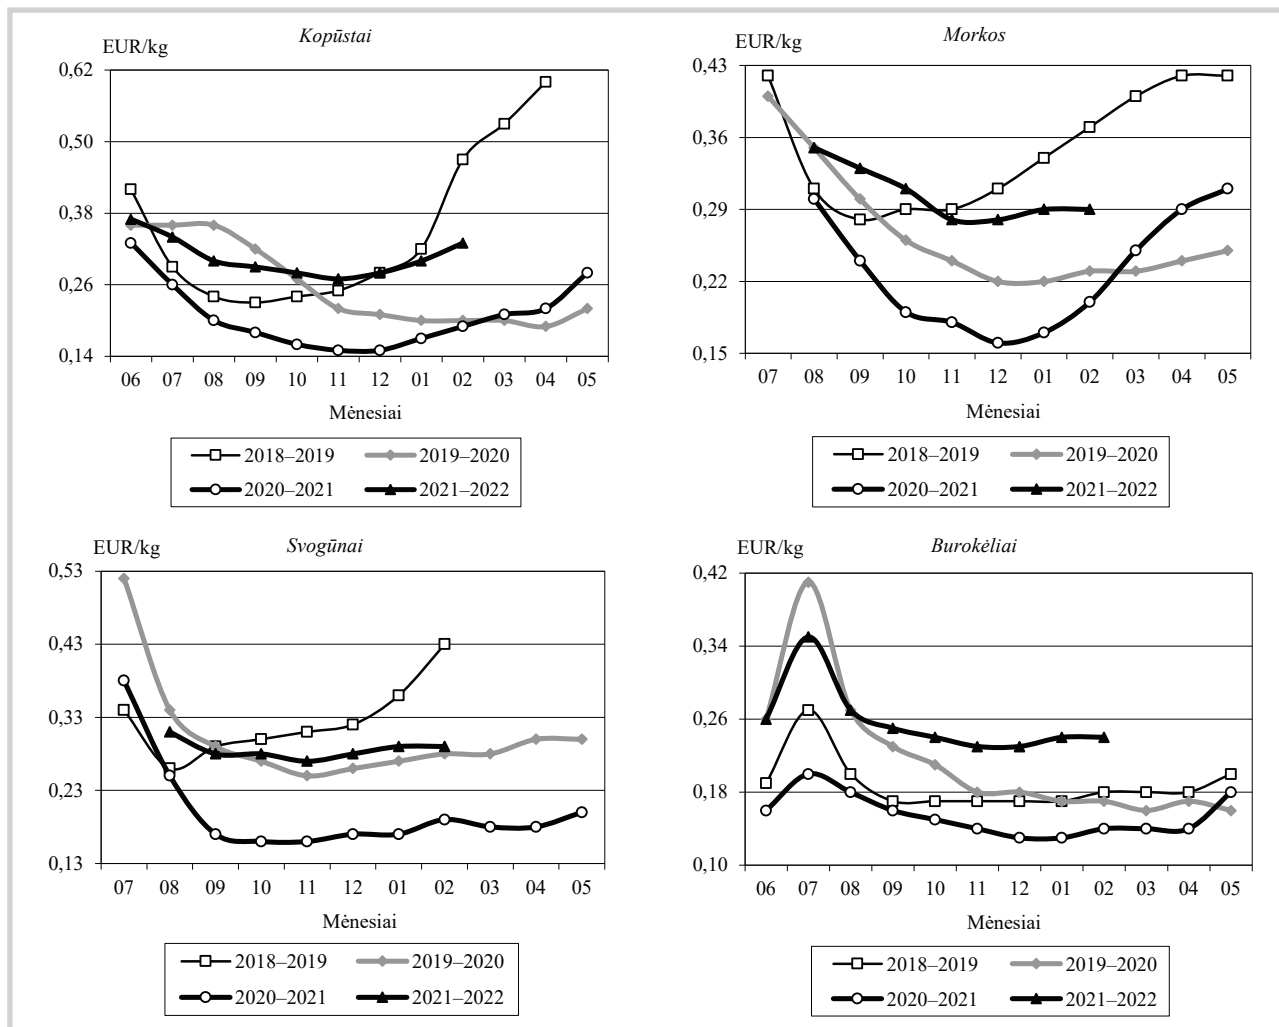 Kopūstai
EUR/kg
0,62
0,50
0,38
0,26
0,14
06 07 08 09 10 11 12 01 02 03 04 05
Mėnesiai
2018–2019 2019–2020
2020–2021 2021–2022
Morkos
EUR/kg
0,43
0,36
0,29
0,22
0,15
07 08 09 10 11 12 01 02 03 04 05
Mėnesiai
2018–2019 2019–2020
2020–2021 2021–2022
Svogūnai
EUR/kg
0,53
0,43
0,33
0,23
0,13
07 08 09 10 11 12 01 02 03 04 05
Mėnesiai
2018–2019 2019–2020
2020–2021 2021–2022
Burokėliai
EUR/kg
0,42
0,34
0,26
0,18
0,10
06 07 08 09 10 11 12 01 02 03 04 05
Mėnesiai
2018–2019 2019–2020
2020–2021 2021–2022